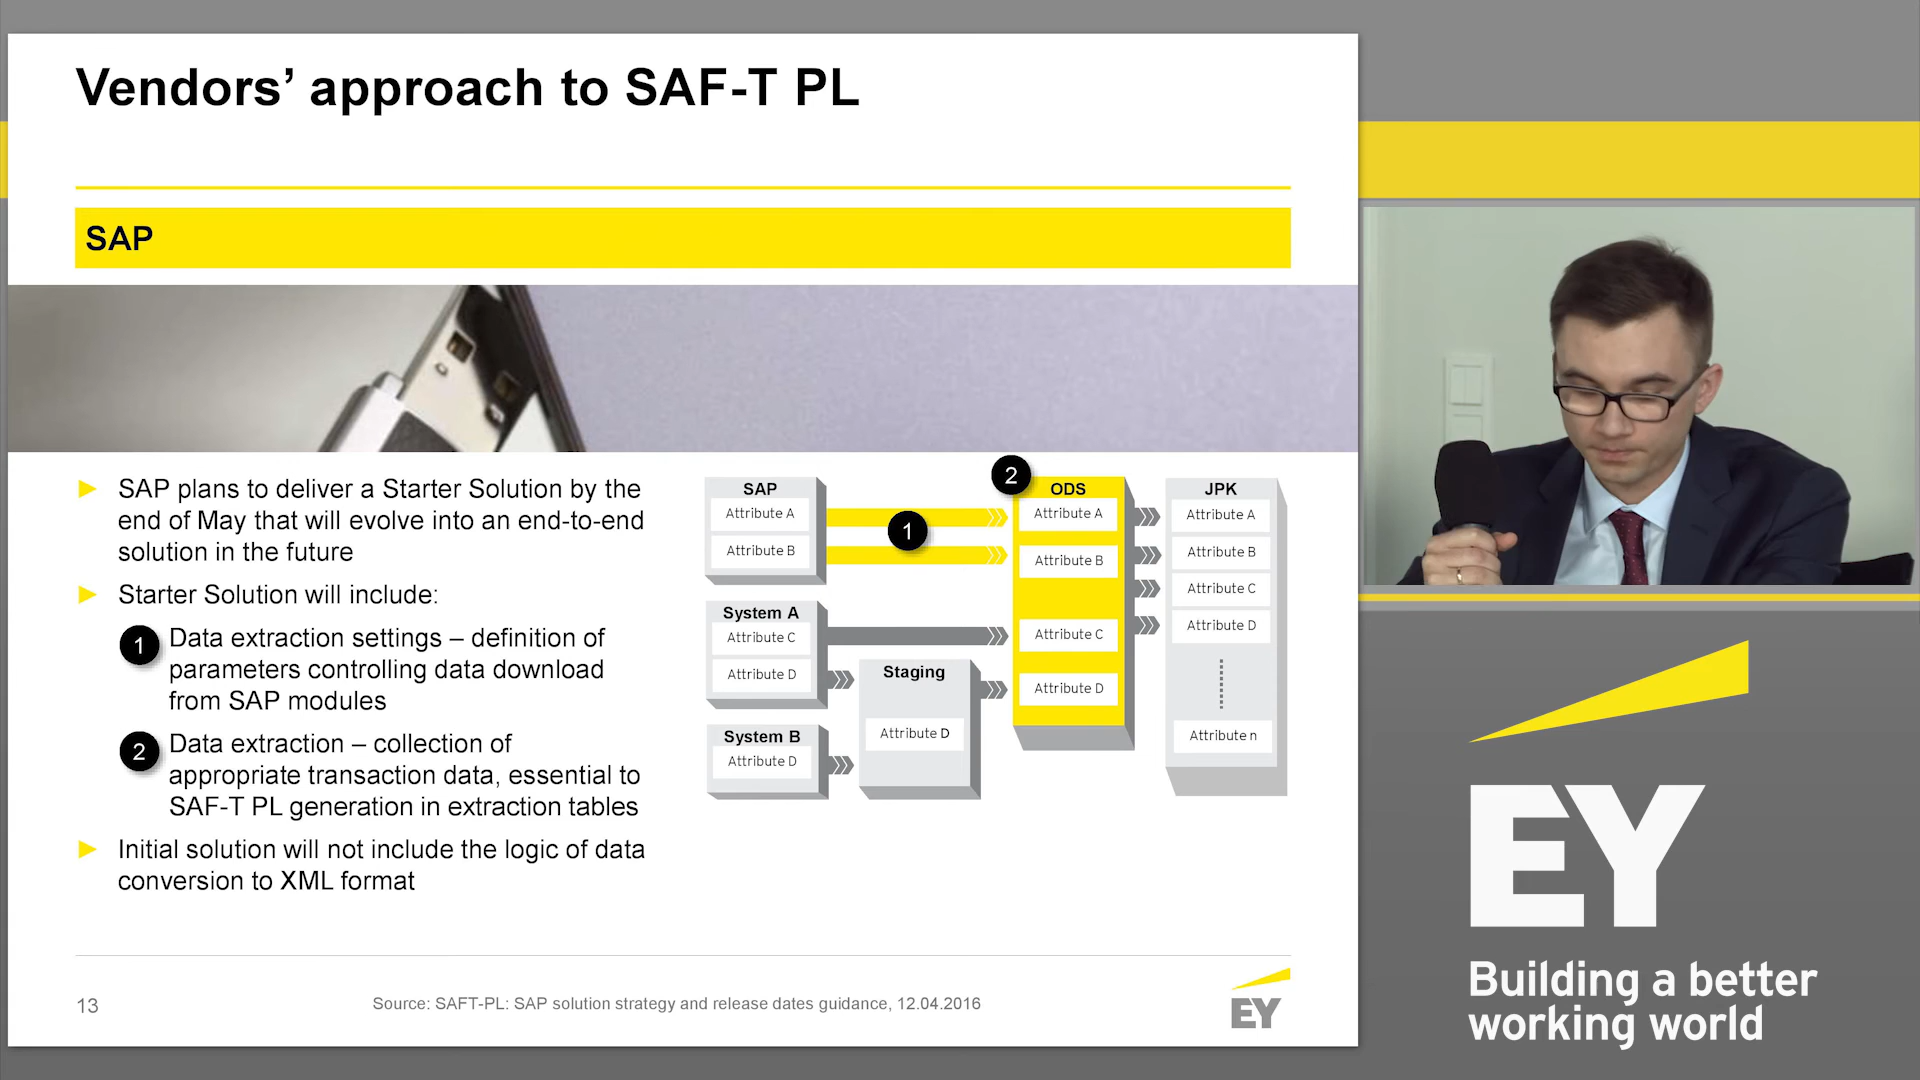 Vendors’ approach to SAF-T PL
SAP
SAP plans to deliver a Starter Solution by the
end of May that will evolve into an end-to-end
solution in the future
Starter Solution will include:
1 Data extraction settings – definition of
parameters controlling data download
from SAP modules
2 Data extraction – collection of
appropriate transaction data, essential to
SAF-T PL generation in extraction tables
Initial solution will not include the logic of data
conversion to XML format
SAP
Attribute A
Attribute B
1
System A
Attribute C
Attribute D
System B
Attribute D
Staging
Attribute D
2
ODS
Attribute A
Attribute B
Attribute C
Attribute D
JPK
Attribute A
Attribute B
Attribute C
Attribute D
Attribute n
13
Source: SAFT-PL: SAP solution strategy and release dates guidance, 12.04.2016
EY
EY
Building a better
working world